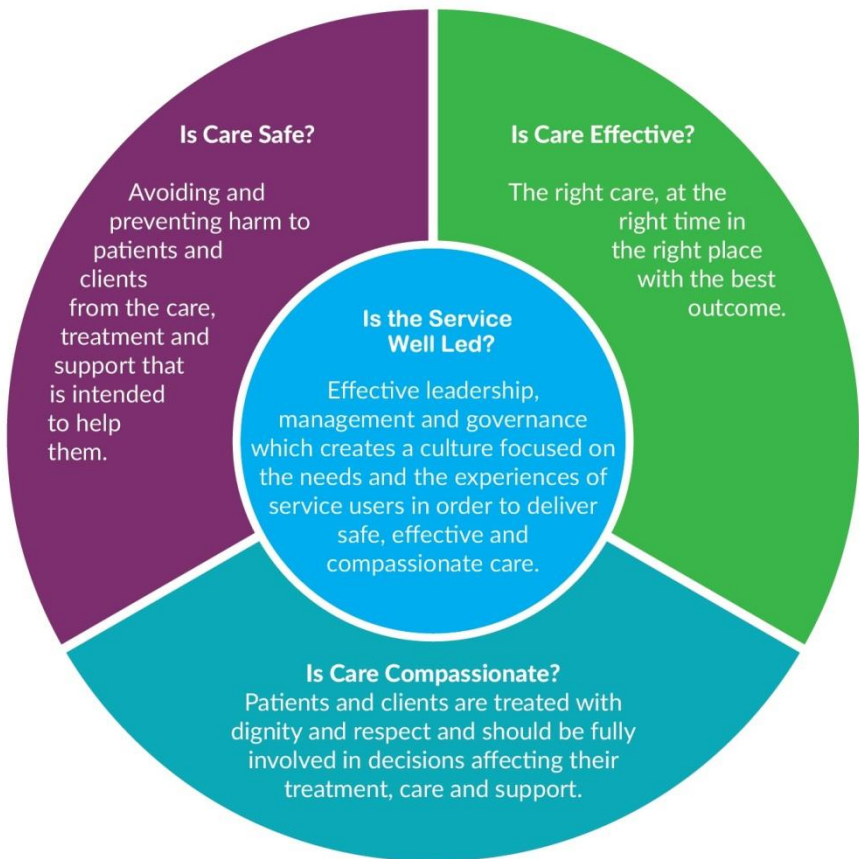 Is Care Safe?
Avoiding and
preventing harm to
patients and
clients
from the care,
treatment and
support that
is intended
to help
them.
Is Care Effective?
The right care, at the
right time in
the right place
with the best
outcome.
Is the Service
Well Led?
Effective leadership,
management and governance
which creates a culture focused on
the needs and the experiences of
service users in order to deliver
safe, effective and
compassionate care.
Is Care Compassionate?
Patients and clients are treated with
dignity and respect and should be fully
involved in decisions affecting their
treatment, care and support.